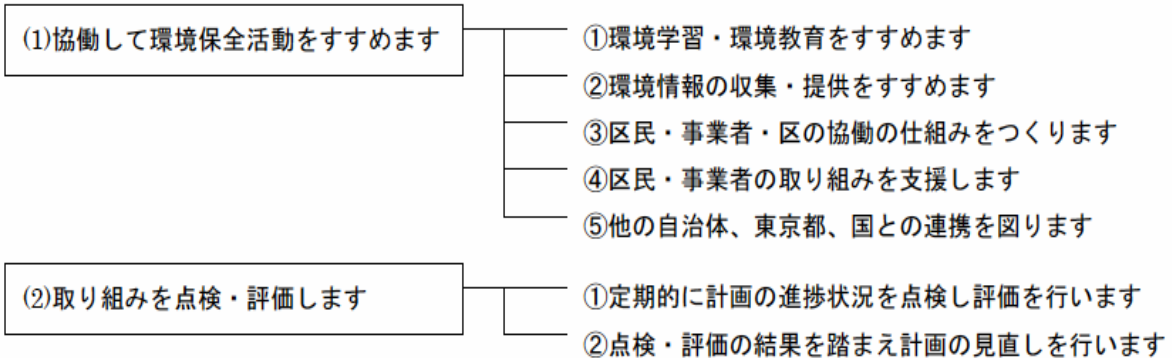 (1)協働して環境保全活動をすすめます
①環境学習・環境教育をすすめます
②環境情報の収集・提供をすすめます
③区民・事業者・区の協働の仕組みをつくります
④区民・事業者の取り組みを支援します
⑤他の自治体、東京都、国との連携を図ります
(2)取り組みを点検・評価します
①定期的に計画の進捗状況を点検し評価を行います
②点検・評価の結果を踏まえ計画の見直しを行います